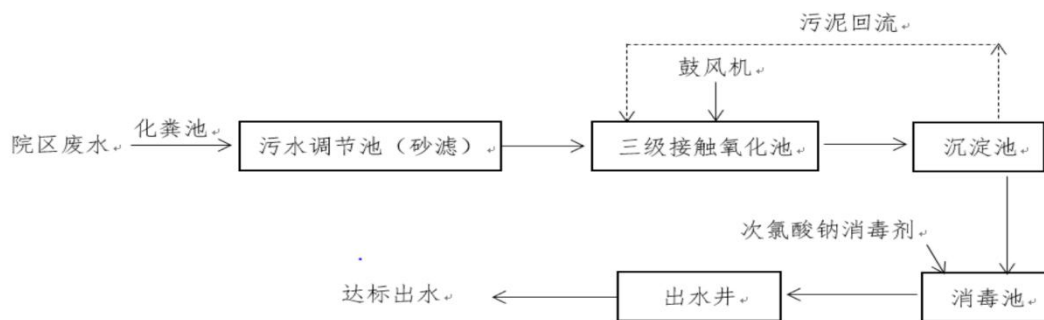 污泥回流
鼓风机
院区废水
化粪池
污水调节池（砂滤）
三级接触氧化池
沉淀池
次氯酸钠消毒剂
达标出水
出水井
消毒池